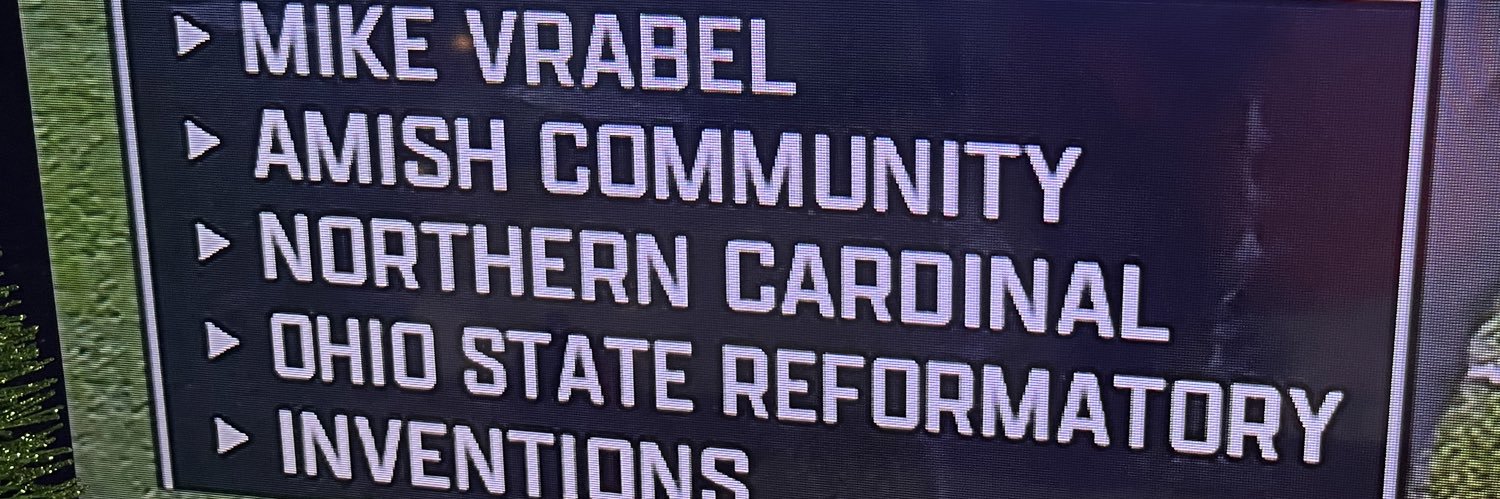 MIKE VRABEL
AMISH COMMUNITY
NORTHERN CARDINAL
OHIO STATE REFORMATORY
INVENTIONS